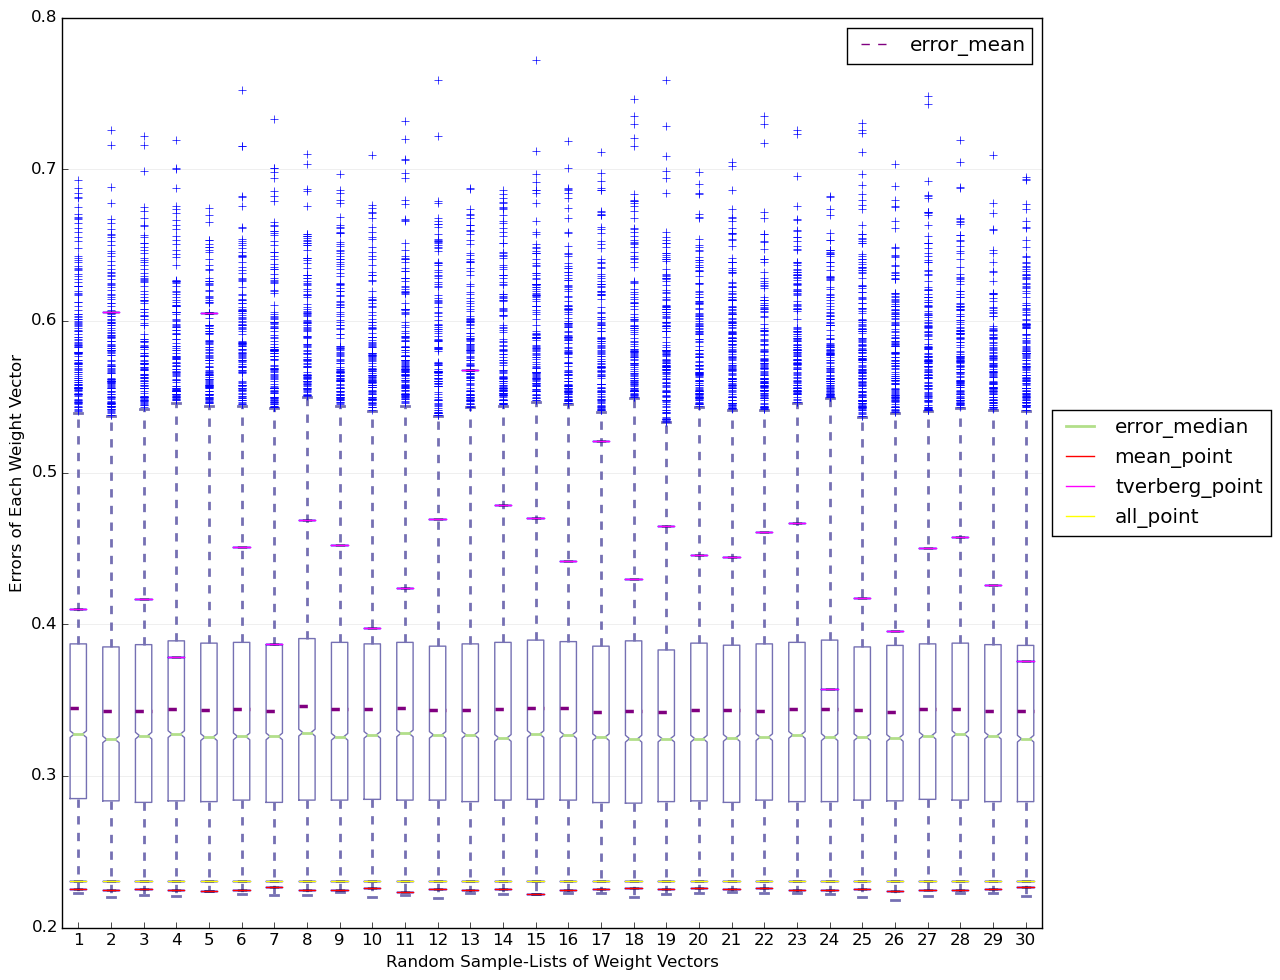 0.8
0.7
0.6
0.5
0.4
0.3
0.2
Errors of Each Weight Vector
error_mean
error_median
mean_point
tverberg_point
all_point
1 2 3 4 5 6 7 8 9 10 11 12 13 14 15 16 17 18 19 20 21 22 23 24 25 26 27 28 29 30
Random Sample-Lists of Weight Vectors